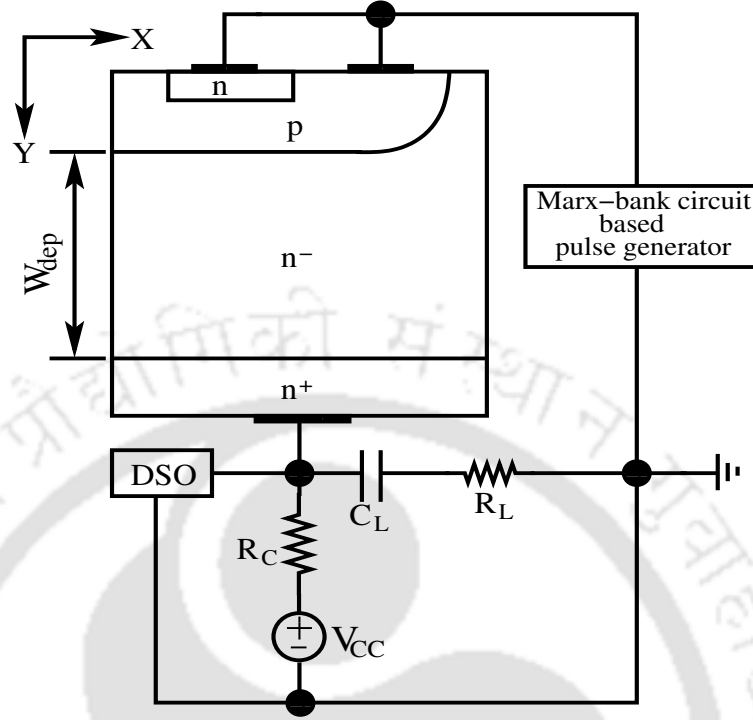 X
Y
n
p
W_dep
n⁻
n⁺
Marx−bank circuit
based
pulse generator
DSO
C_L
R_L
R_C
+
−
V_CC